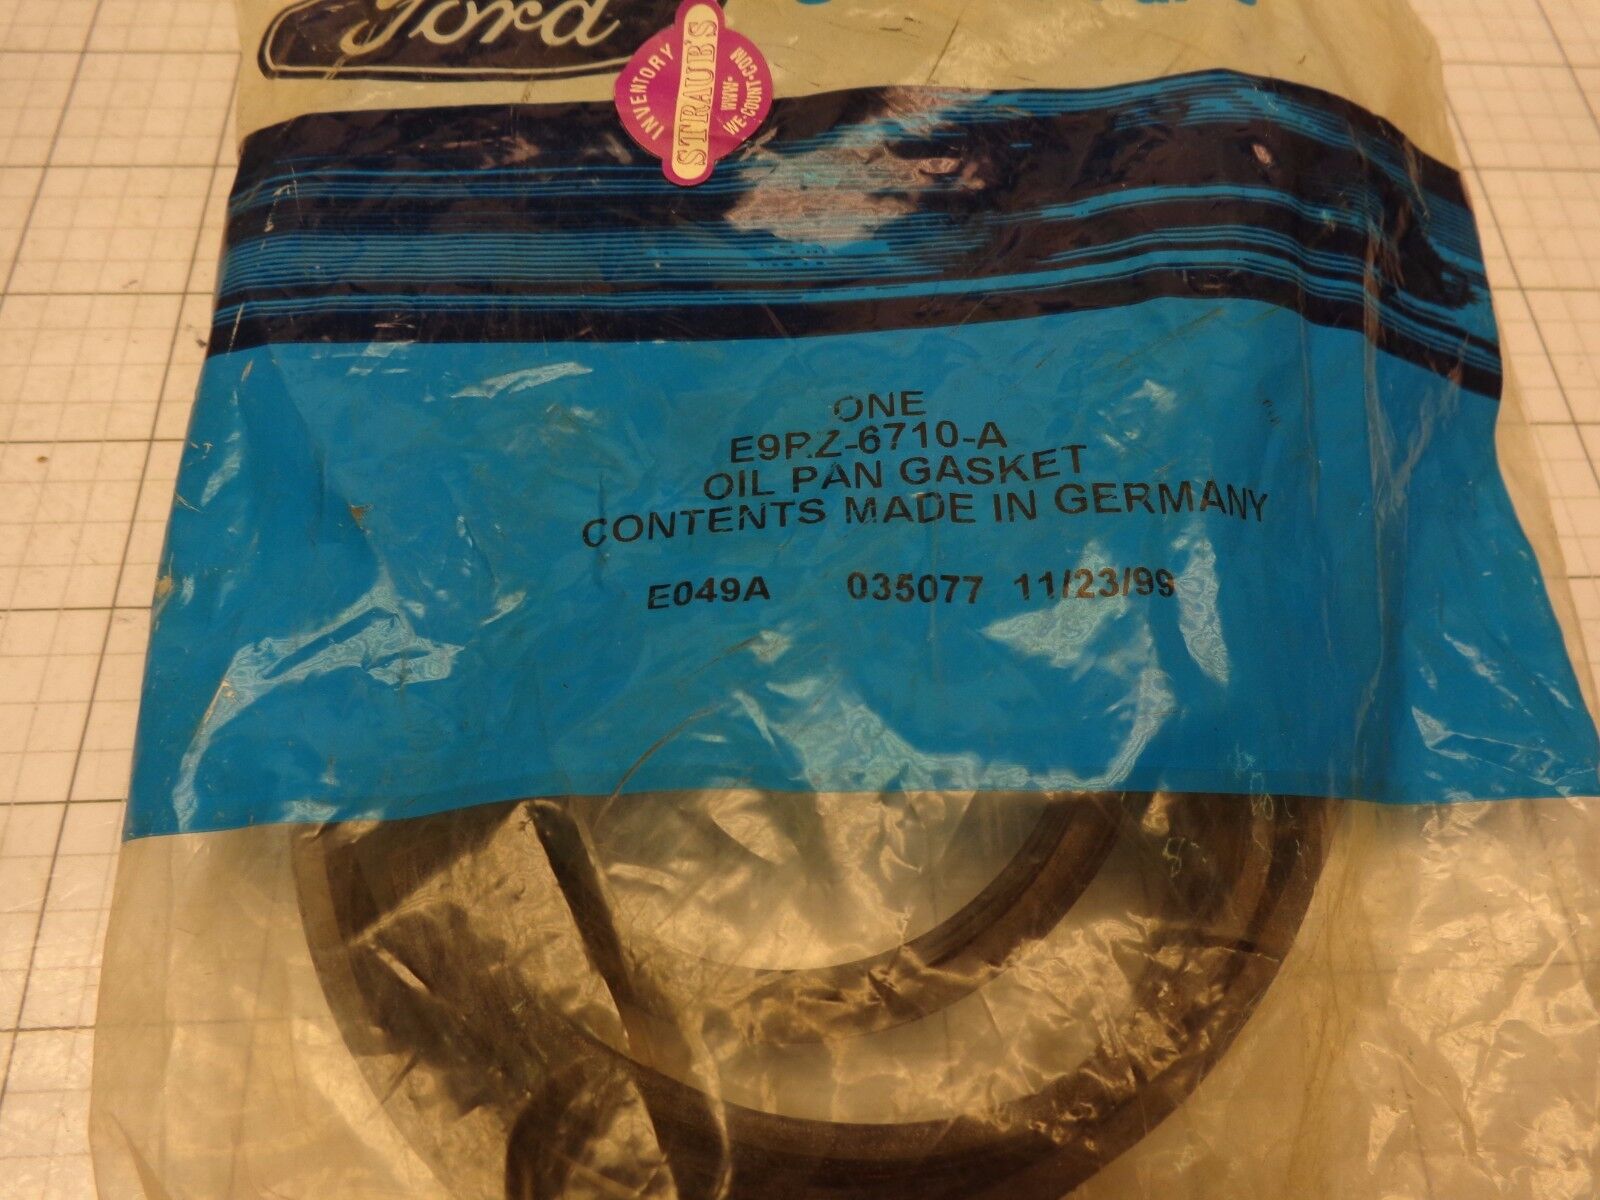 Ford
INVENTORY
STRAUB'S
WWW.
WE-COUNT-COM
ONE
E9RZ-6710-A
OIL PAN GASKET
CONTENTS MADE IN GERMANY
E049A 035077 11/23/99